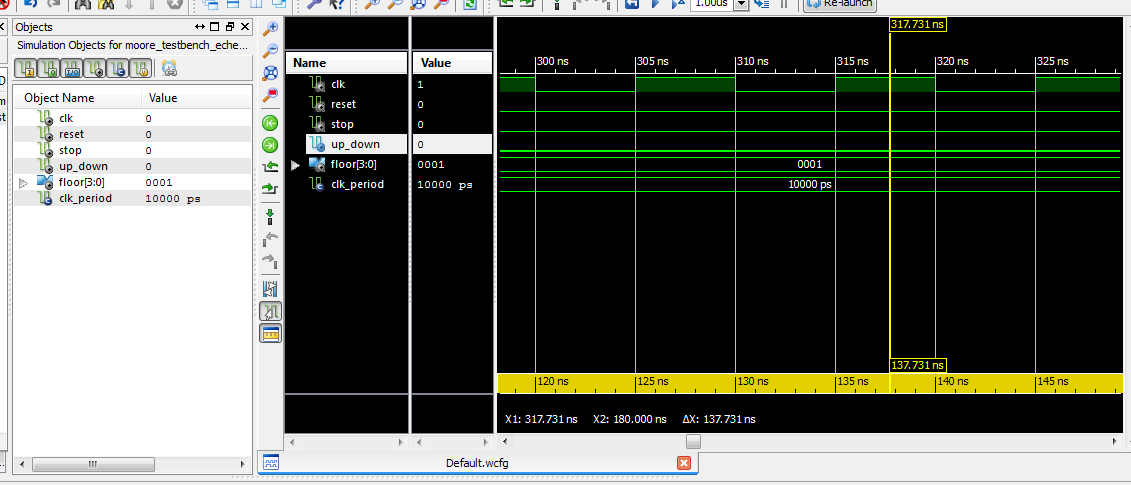 1.00us
Re-launch
Objects
Simulation Objects for moore_testbench_eche...
Object Name Value
clk 0
reset 0
stop 0
up_down 0
floor[3:0] 0001
clk_period 10000 ps
Name Value
clk 1
reset 0
stop 0
up_down 0
floor[3:0] 0001
clk_period 10000 ps
317.731 ns
300 ns 305 ns 310 ns 315 ns 320 ns 325 ns
0001
10000 ps
137.731 ns
120 ns 125 ns 130 ns 135 ns 140 ns 145 ns
X1: 317.731 ns X2: 180.000 ns ΔX: 137.731 ns
Default.wcfg